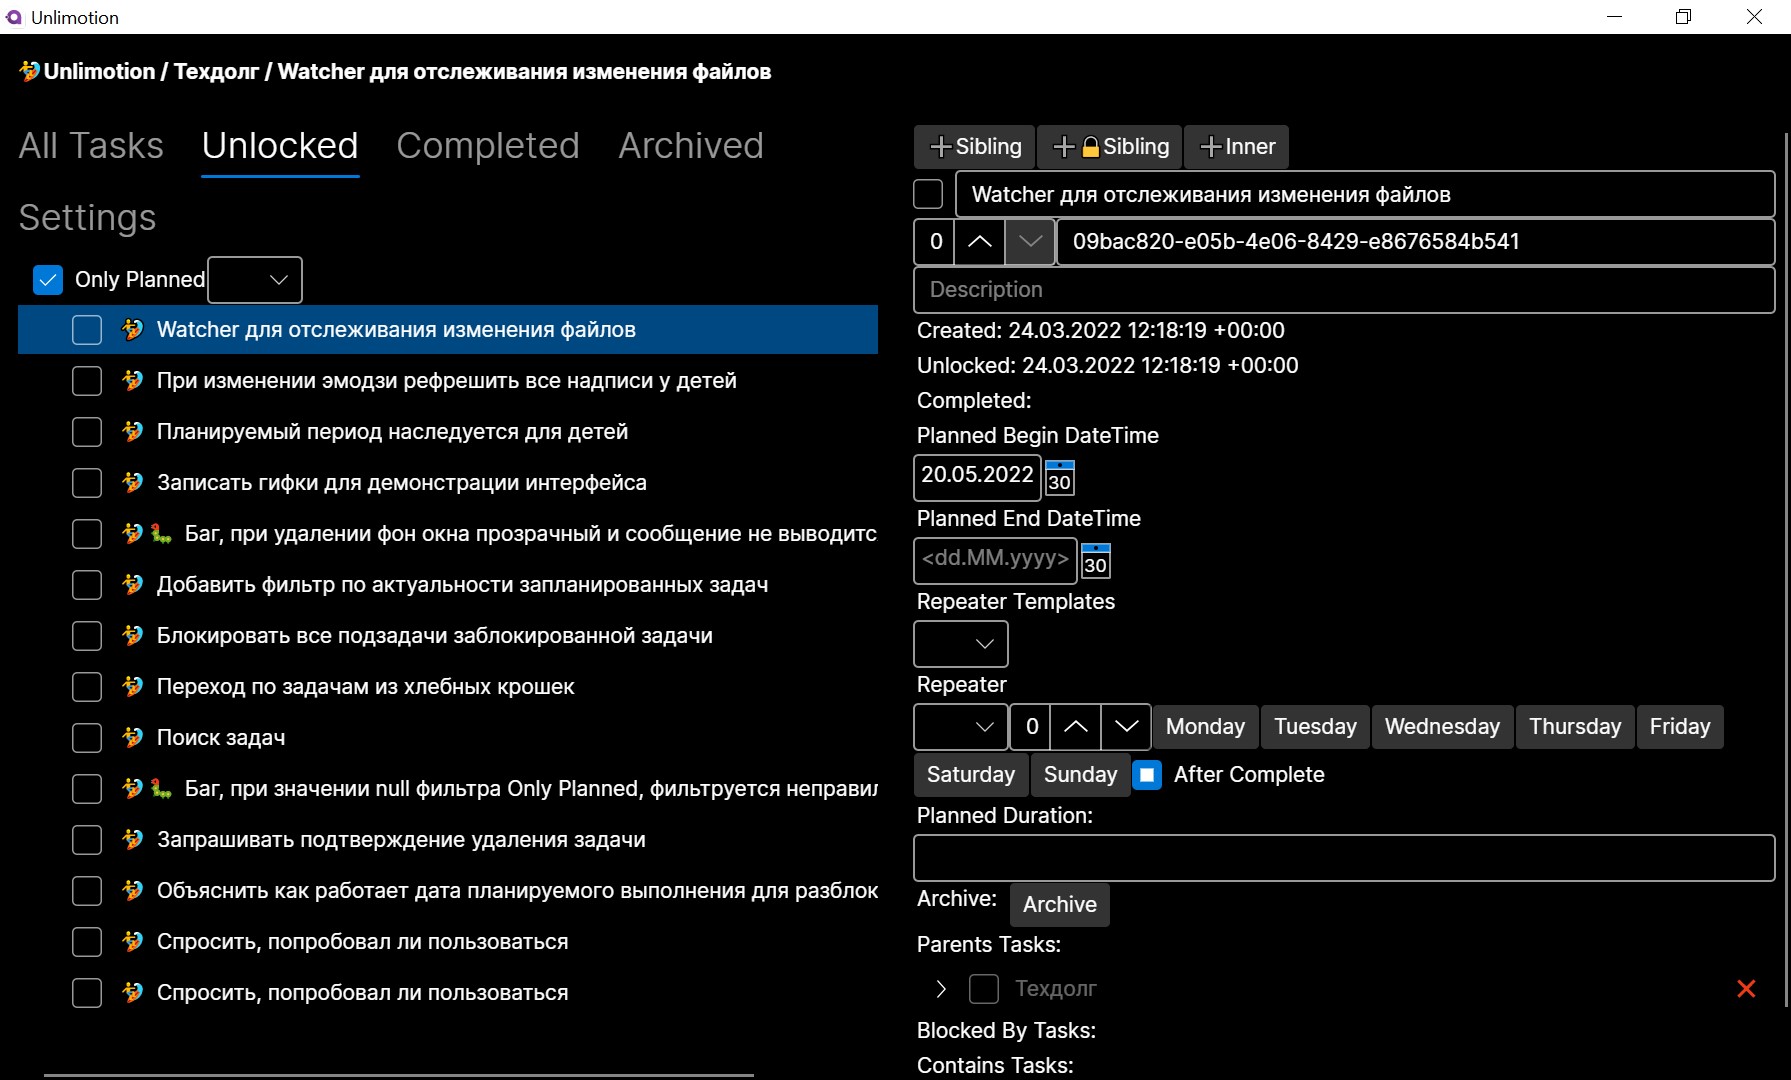 Unlimotion
Unlimotion / Техдолг / Watcher для отслеживания изменения файлов
All Tasks Unlocked Completed Archived
Settings
Only Planned
Watcher для отслеживания изменения файлов
При изменении эмодзи рефрешить все надписи у детей
Планируемый период наследуется для детей
Записать гифки для демонстрации интерфейса
Баг, при удалении фон окна прозрачный и сообщение не выводитс
Добавить фильтр по актуальности запланированных задач
Блокировать все подзадачи заблокированной задачи
Переход по задачам из хлебных крошек
Поиск задач
Баг, при значении null фильтра Only Planned, фильтруется неправил
Запрашивать подтверждение удаления задачи
Объяснить как работает дата планируемого выполнения для разблок
Спросить, попробовал ли пользоваться
Спросить, попробовал ли пользоваться
+Sibling +Sibling +Inner
Watcher для отслеживания изменения файлов
0 09bac820-e05b-4e06-8429-e8676584b541
Description
Created: 24.03.2022 12:18:19 +00:00
Unlocked: 24.03.2022 12:18:19 +00:00
Completed:
Planned Begin DateTime
20.05.2022 30
Planned End DateTime
<dd.MM.yyyy> 30
Repeater Templates
Repeater
0 Monday Tuesday Wednesday Thursday Friday
Saturday Sunday After Complete
Planned Duration:
Archive: Archive
Parents Tasks:
Техдолг
Blocked By Tasks:
Contains Tasks: